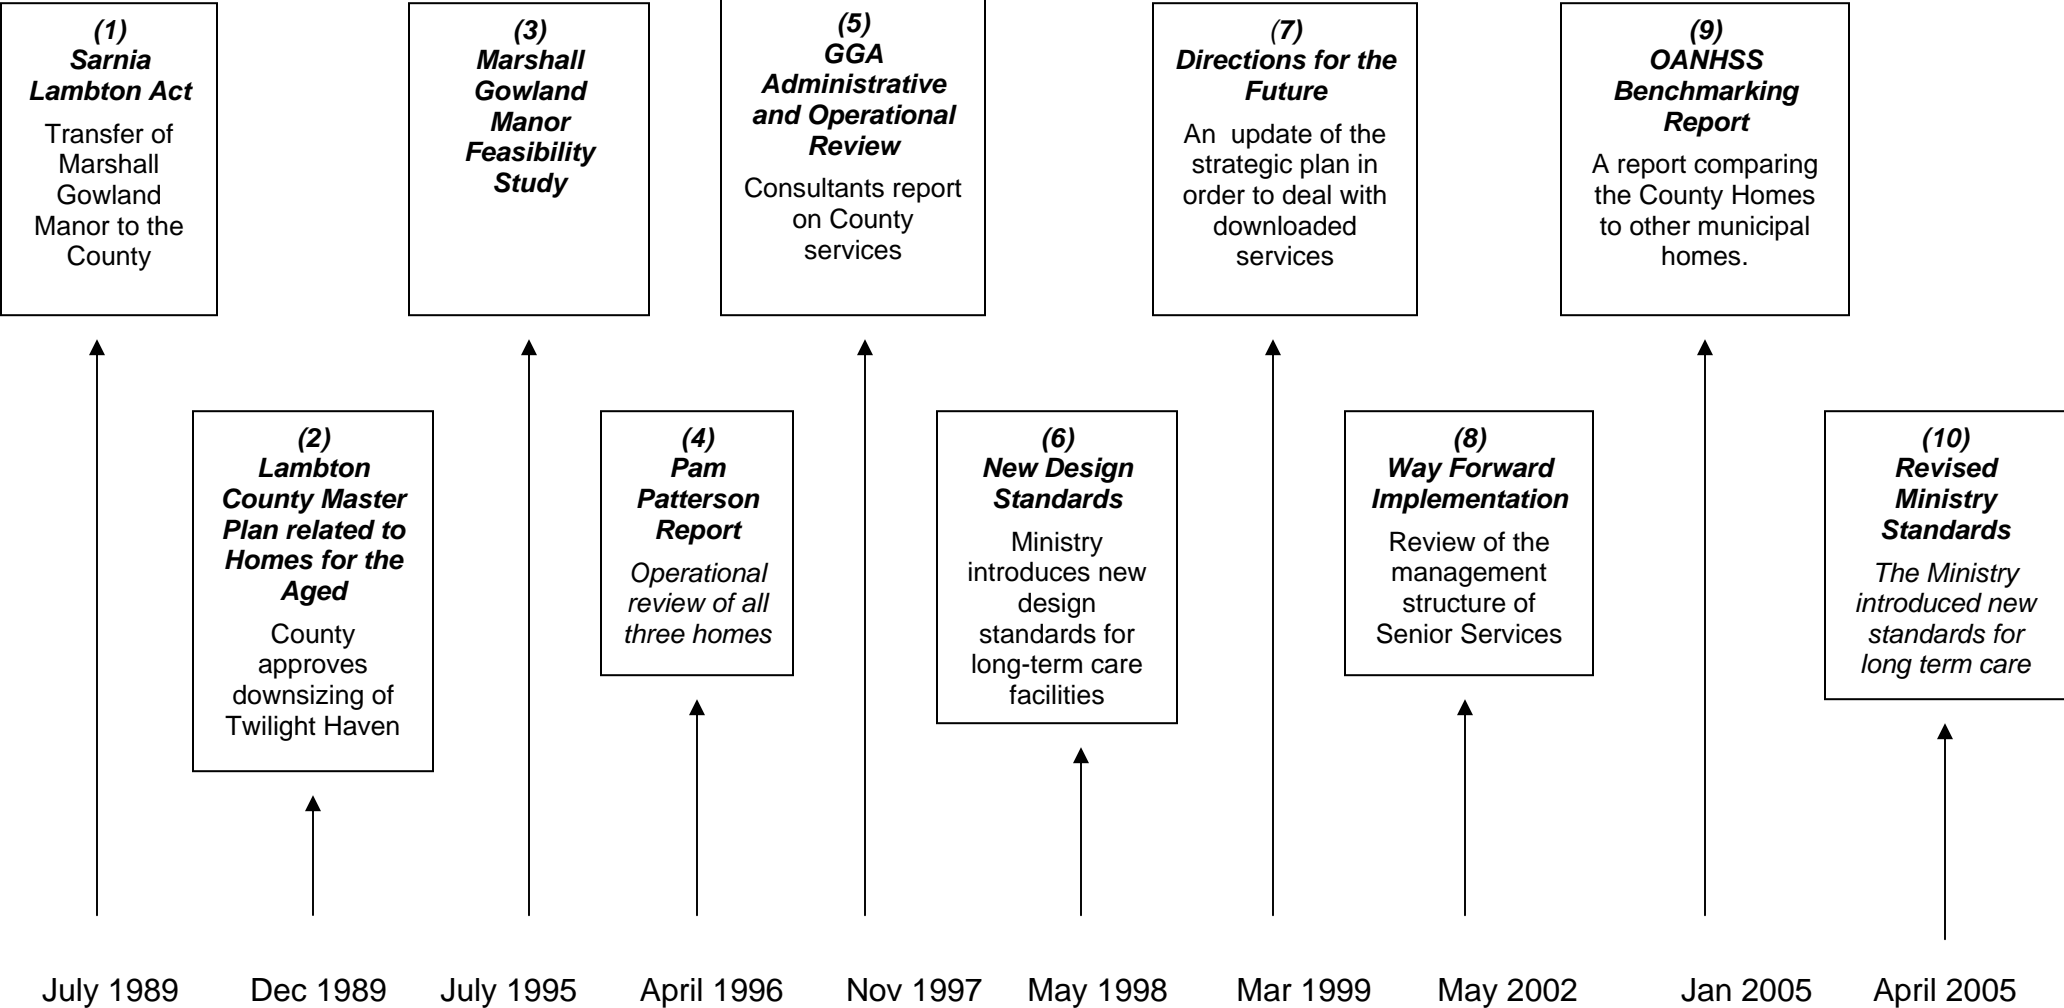 (1)
Sarnia
Lambton Act
Transfer of
Marshall
Gowland
Manor to the
County
(2)
Lambton
County Master
Plan related to
Homes for the
Aged
County
approves
downsizing of
Twilight Haven
(3)
Marshall
Gowland
Manor
Feasibility
Study
(4)
Pam
Patterson
Report
Operational
review of all
three homes
(5)
GGA
Administrative
and Operational
Review
Consultants report
on County
services
(6)
New Design
Standards
Ministry
introduces new
design
standards for
long-term care
facilities
(7)
Directions for the
Future
An  update of the
strategic plan in
order to deal with
downloaded
services
(8)
Way Forward
Implementation
Review of the
management
structure of
Senior Services
(9)
OANHSS
Benchmarking
Report
A report comparing
the County Homes
to other municipal
homes.
(10)
Revised
Ministry
Standards
The Ministry
introduced new
standards for
long term care
July 1989 Dec 1989 July 1995 April 1996 Nov 1997 May 1998 Mar 1999 May 2002 Jan 2005 April 2005